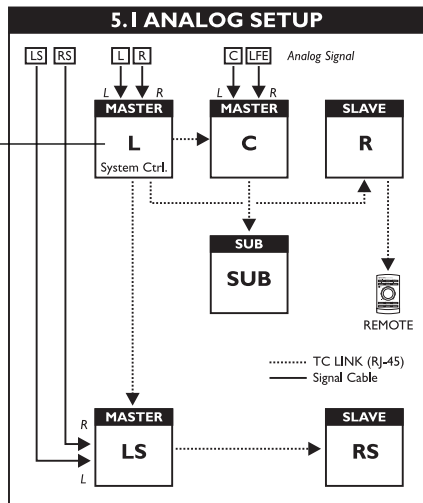 5.1 ANALOG SETUP
LS RS L R C LFE Analog Signal
L R L R
MASTER MASTER SLAVE
L C R
System Ctrl.
SUB
SUB
REMOTE
TC LINK (RJ-45)
Signal Cable
MASTER SLAVE
R
LS RS
L